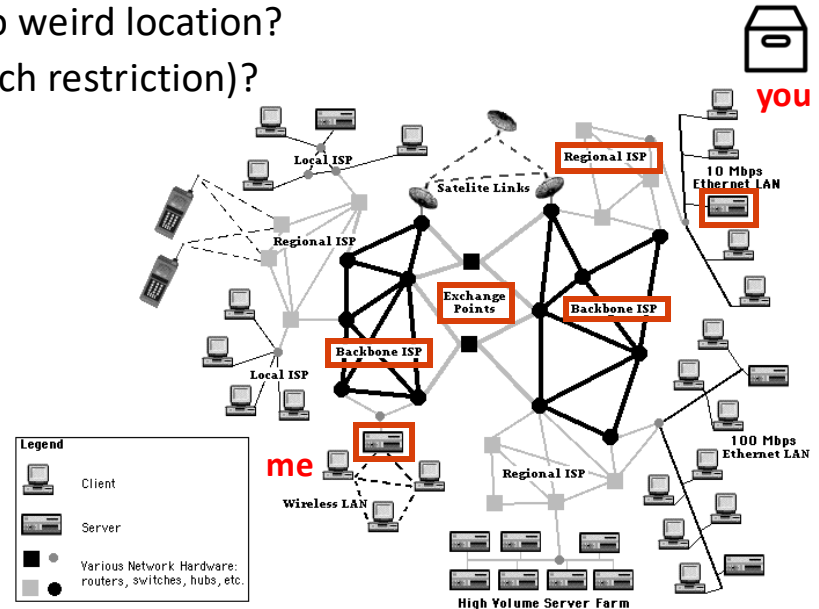 o weird location?
ch restriction)?
you
Local ISP
Regional ISP
10 Mbps
Ethernet LAN
Satelite Links
Regional ISP
Exchange
Points
Backbone ISP
Backbone ISP
Local ISP
Legend
Client
Server
Various Network Hardware:
routers, switches, hubs, etc.
me
Wireless LAN
Regional ISP
100 Mbps
Ethernet LAN
High Volume Server Farm